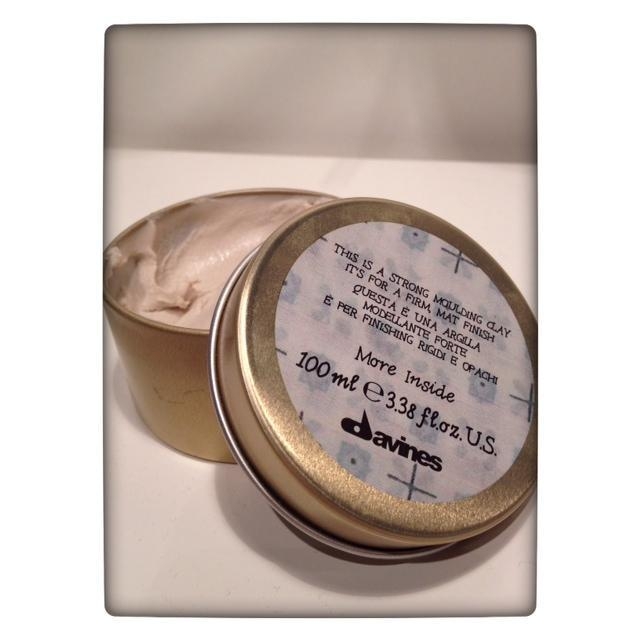 THIS IS A STRONG MOULDING CLAY
IT'S FOR A FIRM, MAT FINISH
QUESTA É UNA ARGILLA
MODELLANTE FORTE
É PER FINISHING RIGIDI E OPACHI
More Inside
100 ml ℮ 3.38 fl.oz. U.S.
davines